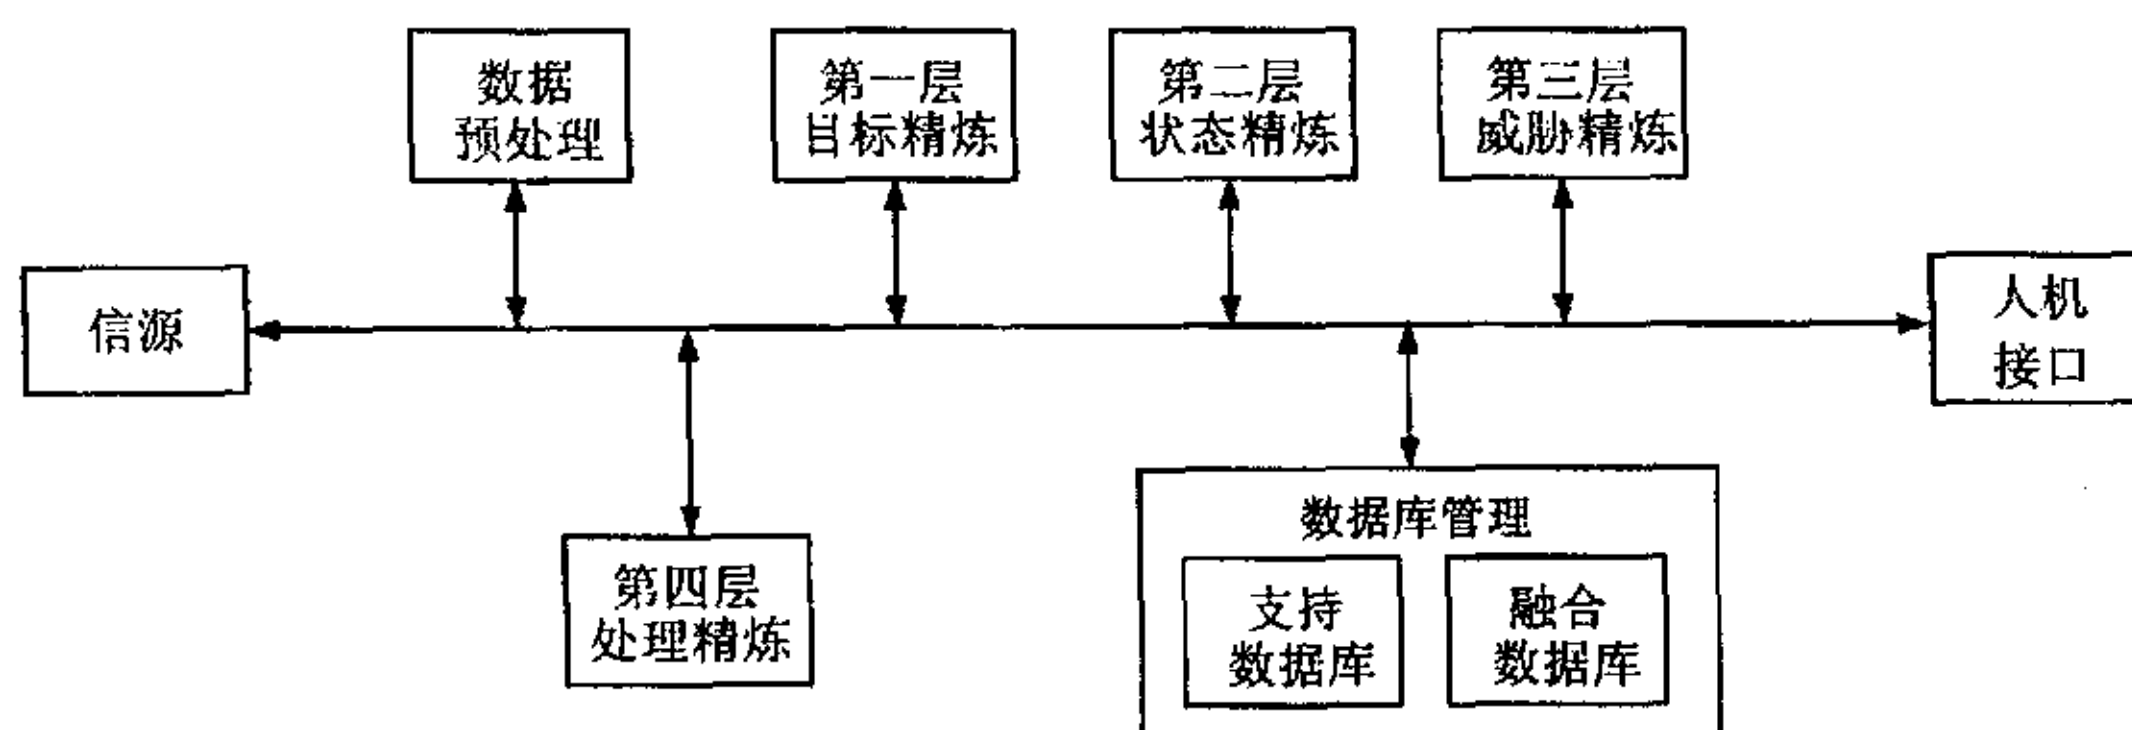 数据
预处理
第一层
目标精炼
第二层
状态精炼
第三层
威胁精炼
信源
人机
接口
第四层
处理精炼
数据库管理
支持
数据库
融合
数据库